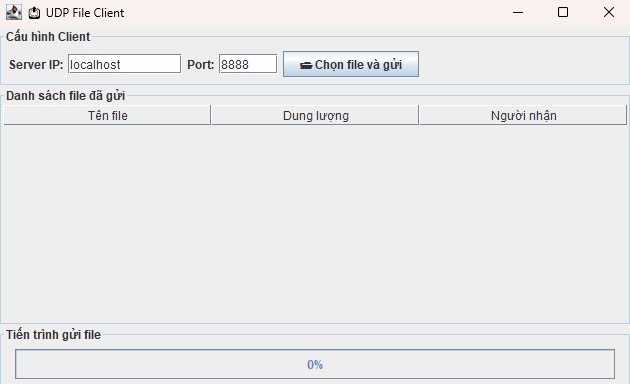 UDP File Client
Cấu hình Client
Server IP: localhost Port: 8888 Chọn file và gửi
Danh sách file đã gửi
Tên file Dung lượng Người nhận
Tiến trình gửi file
0%